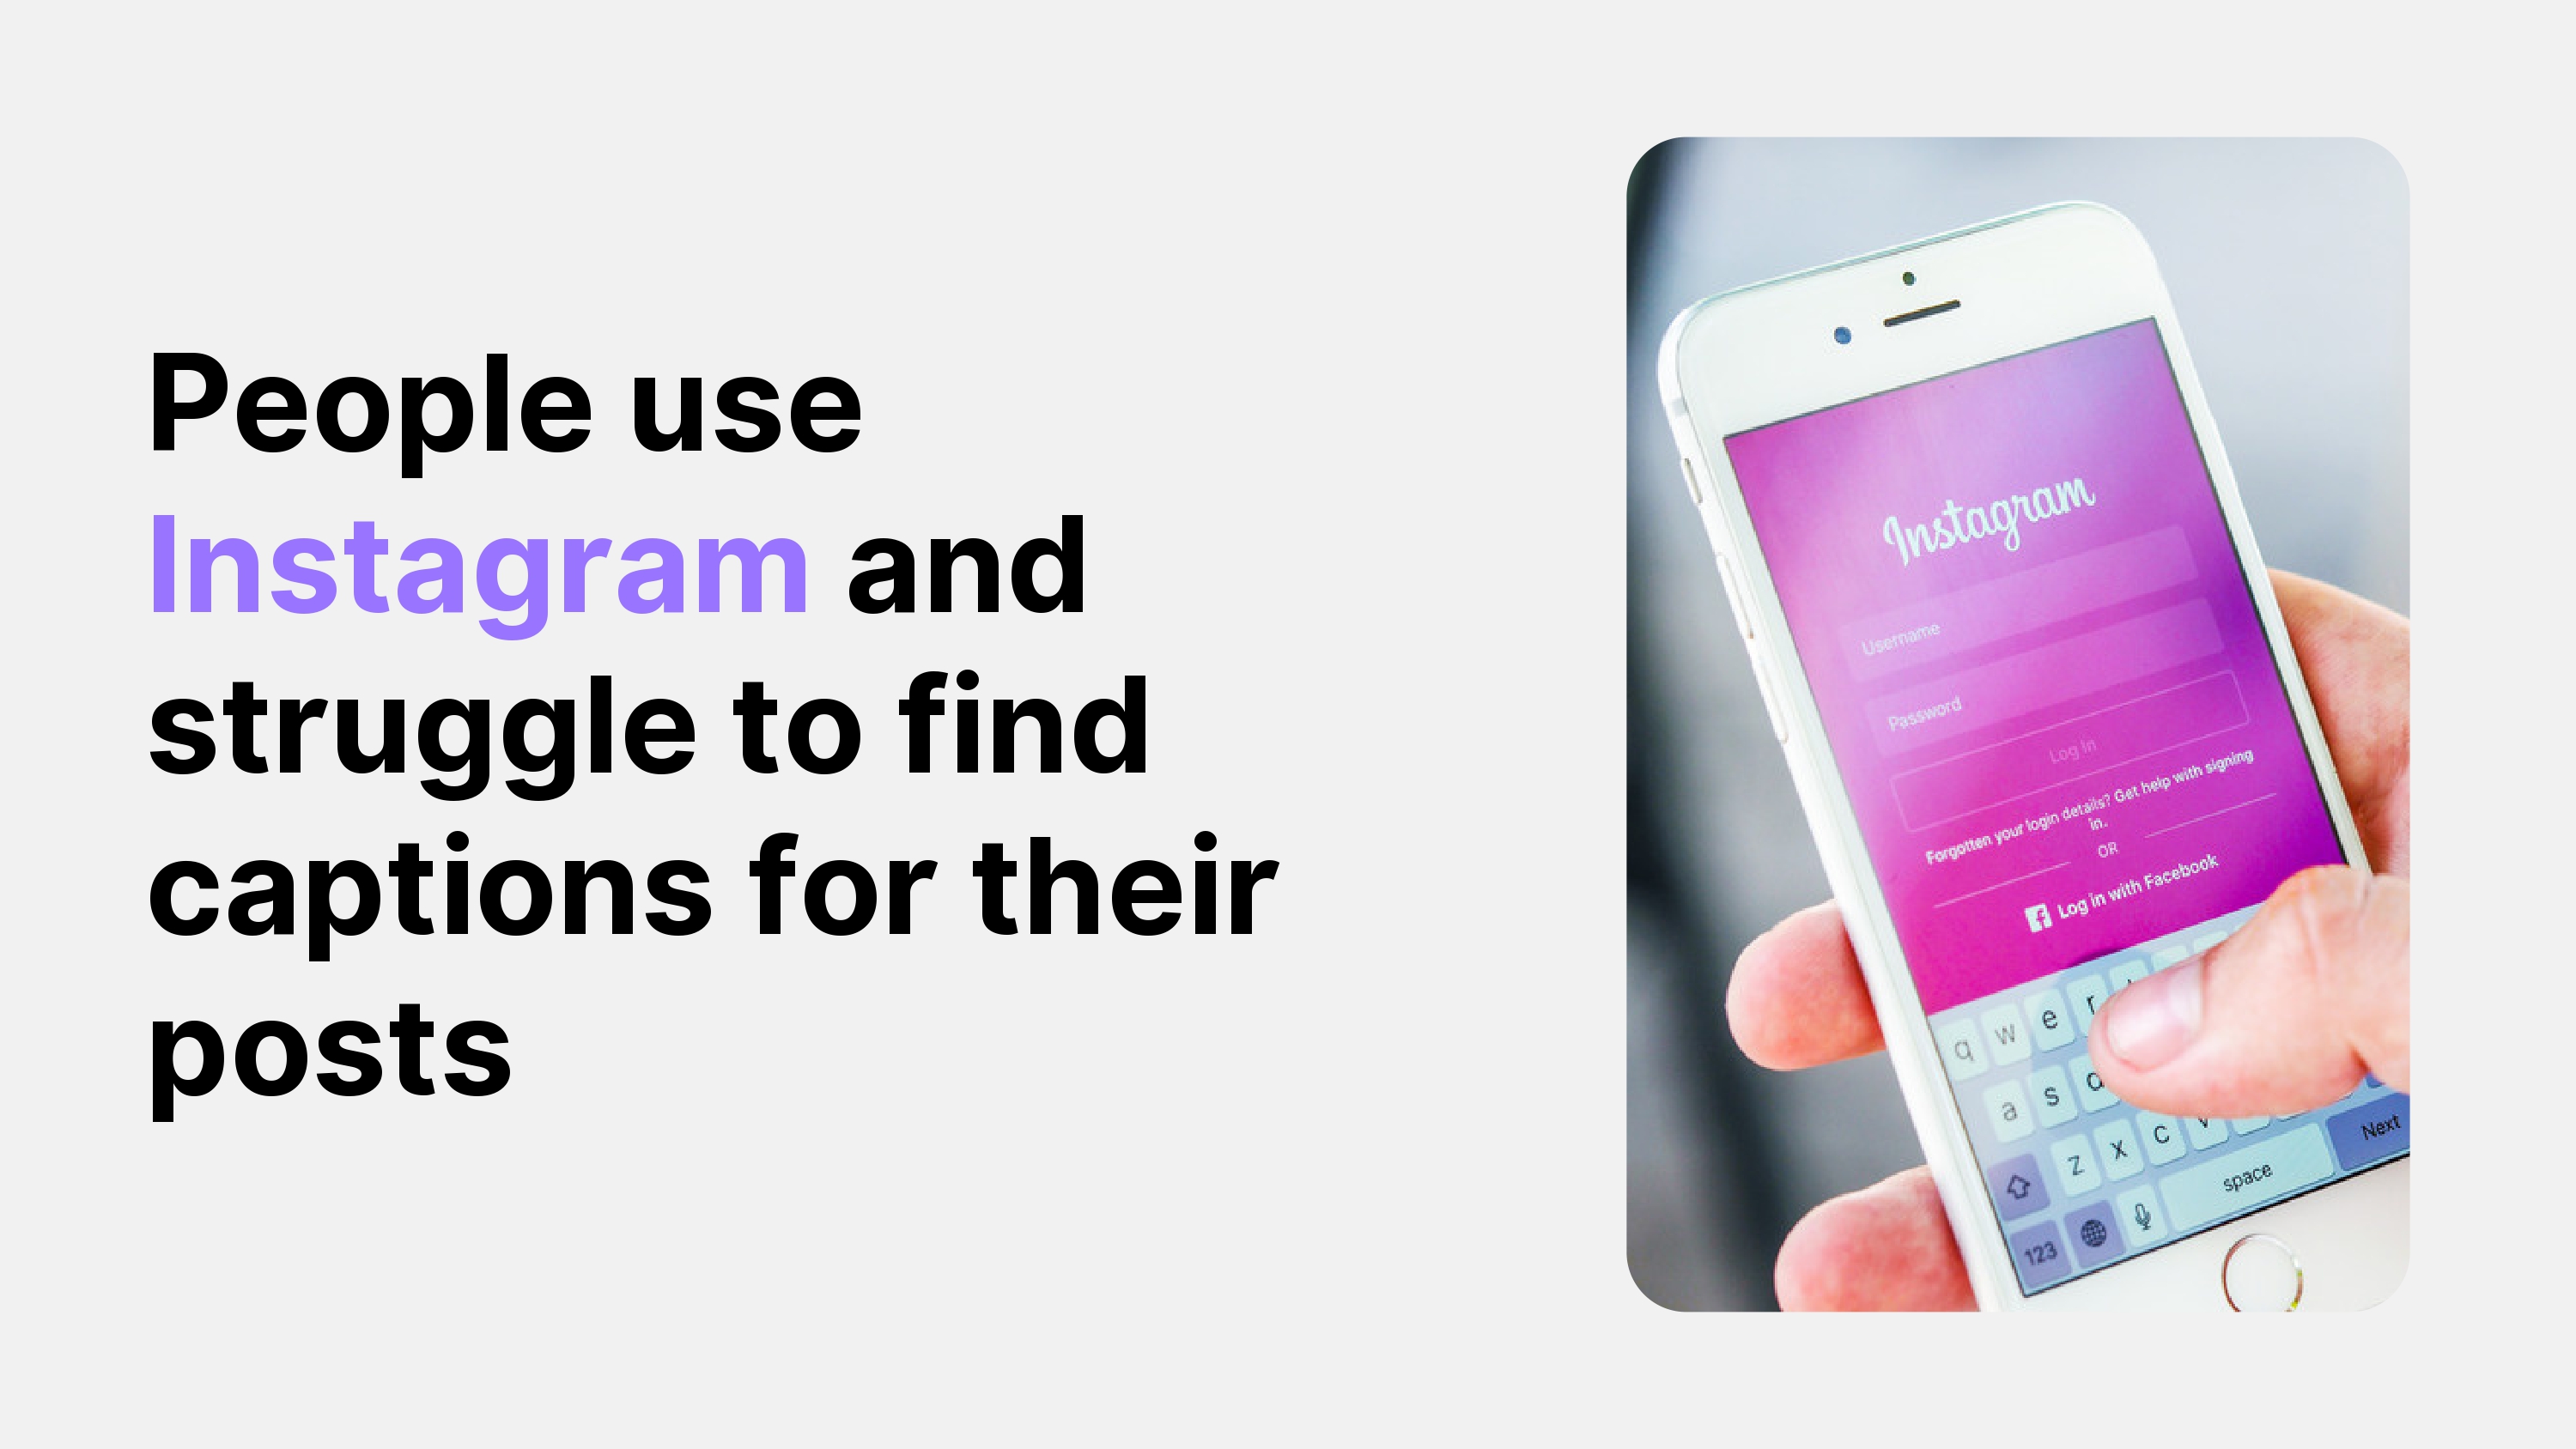 People use
Instagram and
struggle to find
captions for their
posts
Instagram
Username
Password
Log In
Forgotten your login details? Get help with signing
in.
OR
f Log in with Facebook
q w e r
a s d
z x c v
Next
space
123